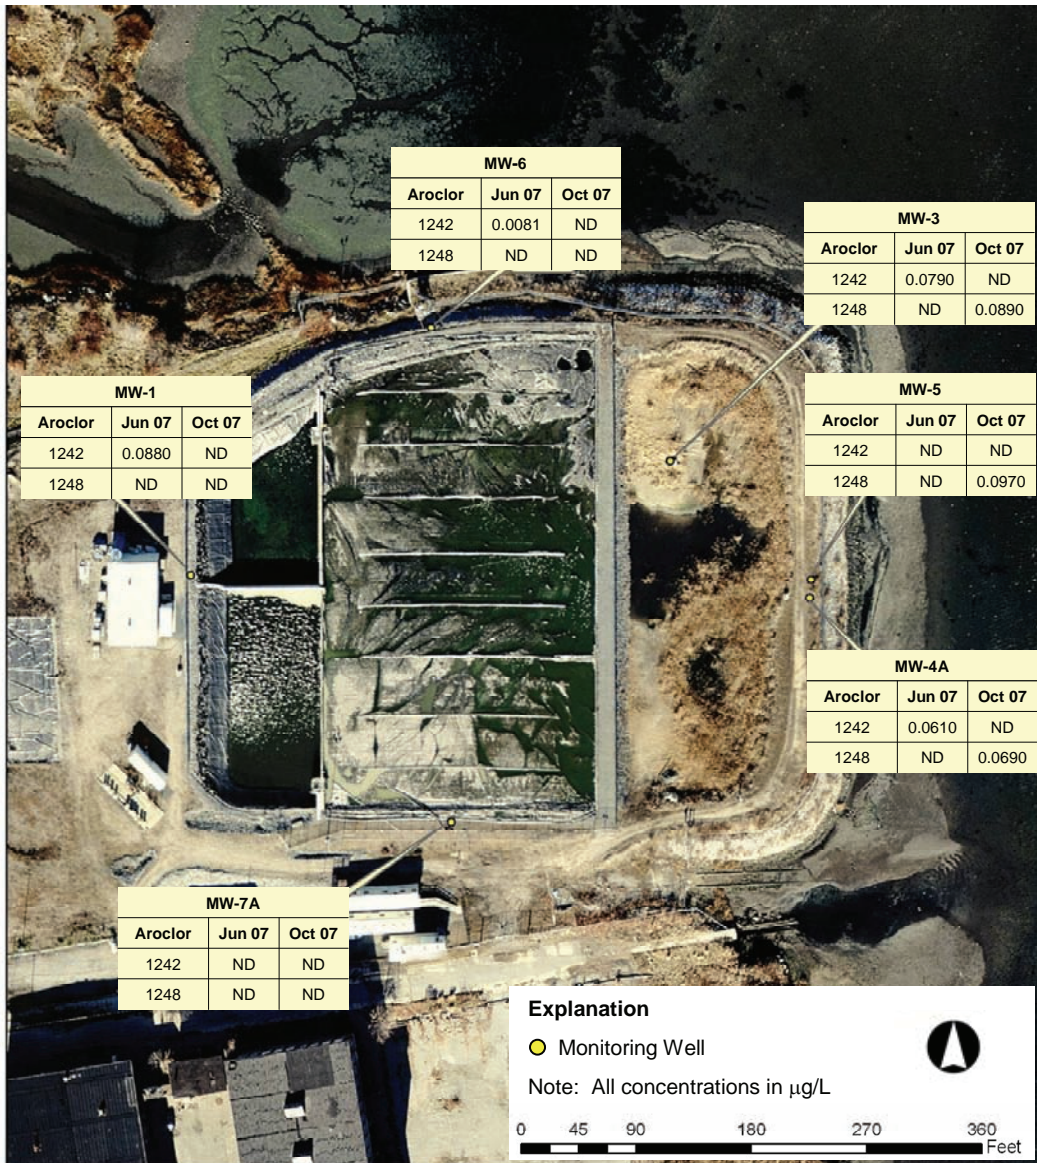 MW-6
Aroclor Jun 07 Oct 07
1242 0.0081 ND
1248 ND ND
MW-3
Aroclor Jun 07 Oct 07
1242 0.0790 ND
1248 ND 0.0890
MW-1
Aroclor Jun 07 Oct 07
1242 0.0880 ND
1248 ND ND
MW-5
Aroclor Jun 07 Oct 07
1242 ND ND
1248 ND 0.0970
MW-4A
Aroclor Jun 07 Oct 07
1242 0.0610 ND
1248 ND 0.0690
MW-7A
Aroclor Jun 07 Oct 07
1242 ND ND
1248 ND ND
Explanation
Monitoring Well
Note: All concentrations in µg/L
0 45 90 180 270 360
Feet